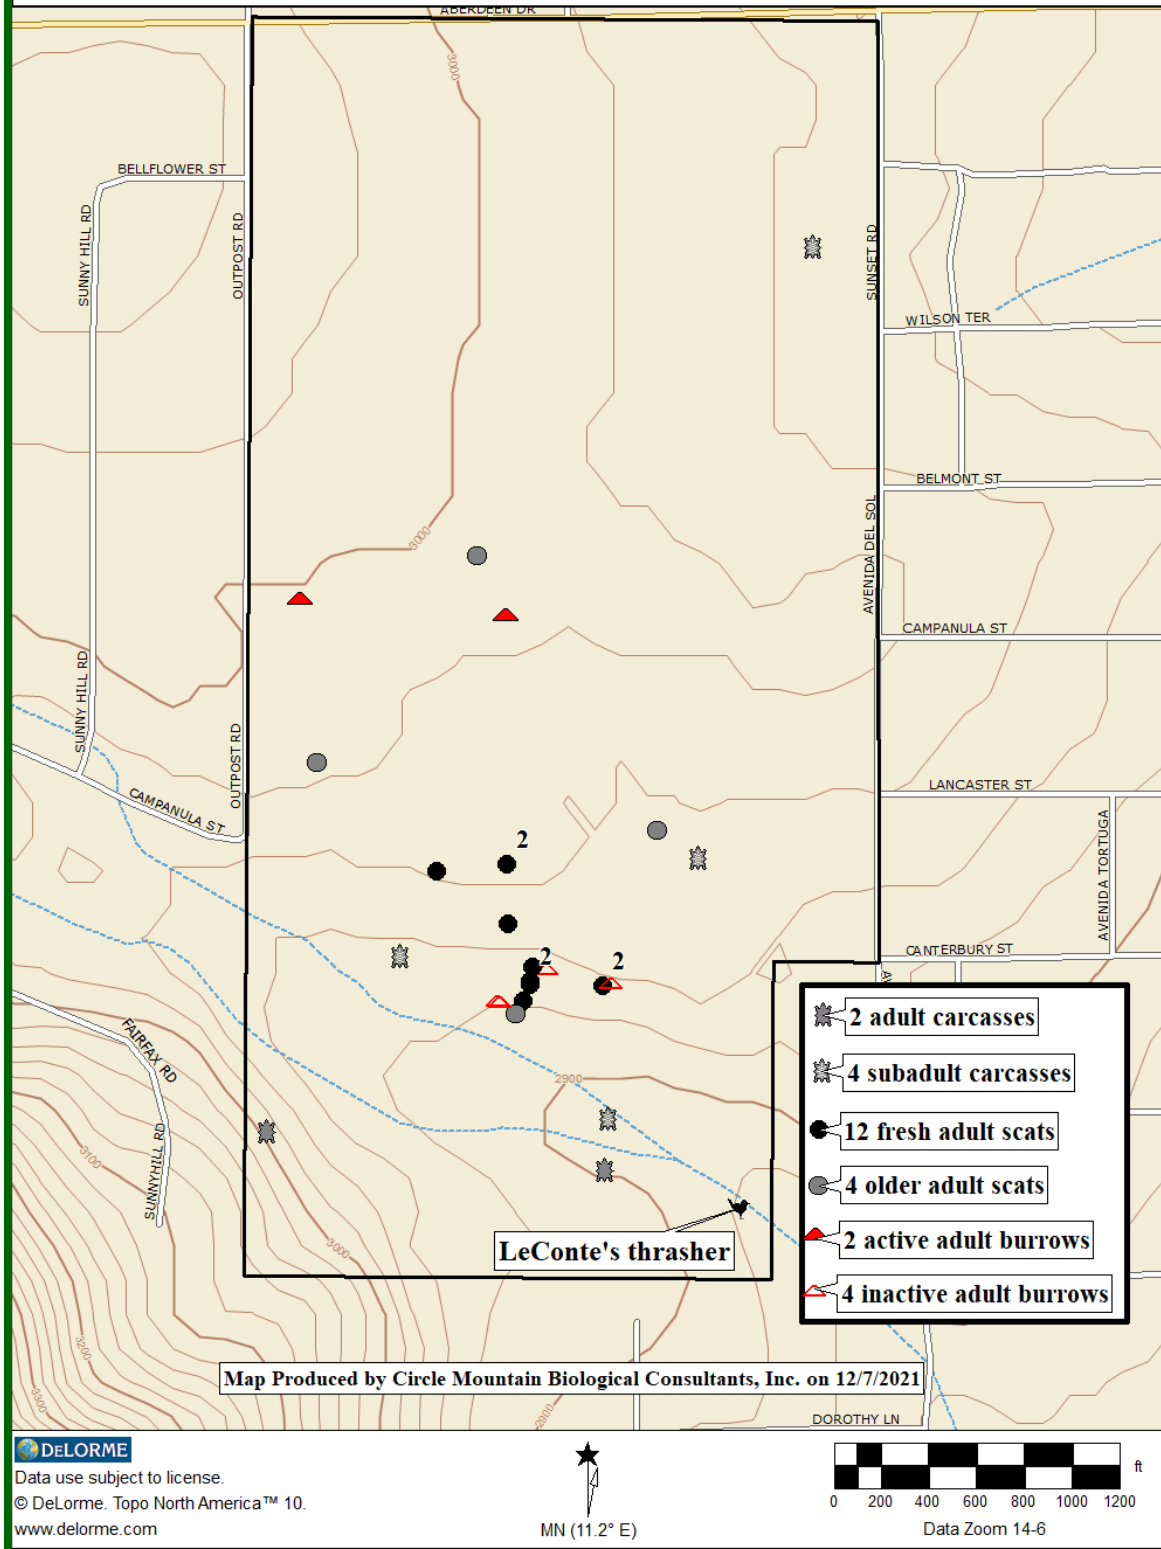 ABERDEEN DR
3000
BELLFLOWER ST
SUNNY HILL RD
OUTPOST RD
SUNSET RD
WILSON TER
BELMONT ST
AVENIDA DEL SOL
3000
CAMPANULA ST
SUNNY HILL RD
OUTPOST RD
CAMPANULA ST
LANCASTER ST
AVENIDA TORTUGA
2
2
2
CANTERBURY ST
AV
FAIRFAX RD
2900
3100
SUNNYHILL RD
3000
2 adult carcasses
4 subadult carcasses
12 fresh adult scats
4 older adult scats
2 active adult burrows
4 inactive adult burrows
LeConte's thrasher
3200
3300
2900
Map Produced by Circle Mountain Biological Consultants, Inc. on 12/7/2021
DOROTHY LN
DELORME
Data use subject to license.
© DeLorme. Topo North America™ 10.
www.delorme.com
MN (11.2° E)
ft
0 200 400 600 800 1000 1200
Data Zoom 14-6